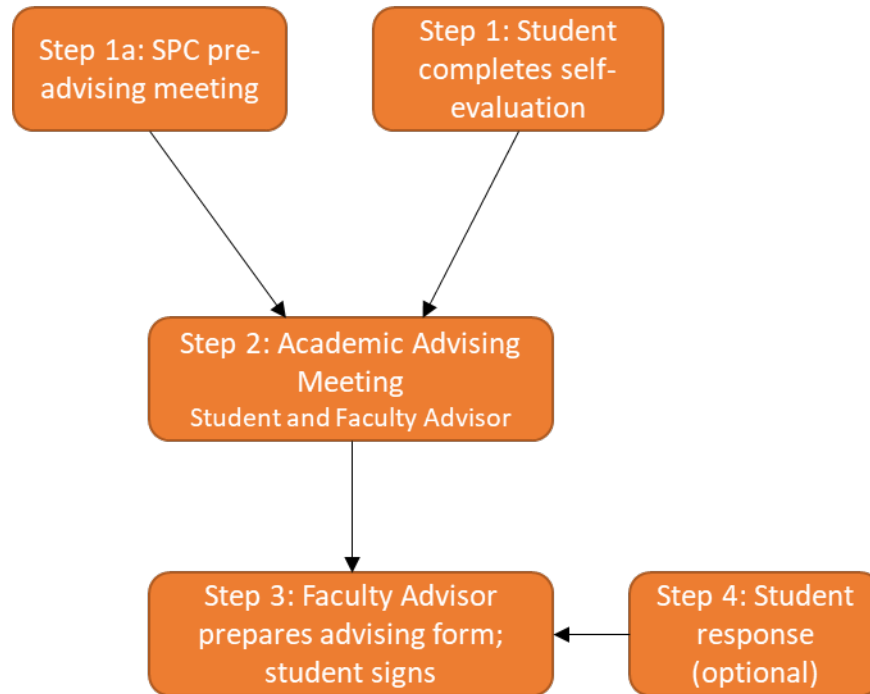 Step 1a: SPC pre-
advising meeting
Step 1: Student
completes self-
evaluation
Step 2: Academic Advising
Meeting
Student and Faculty Advisor
Step 3: Faculty Advisor
prepares advising form;
student signs
Step 4: Student
response
(optional)